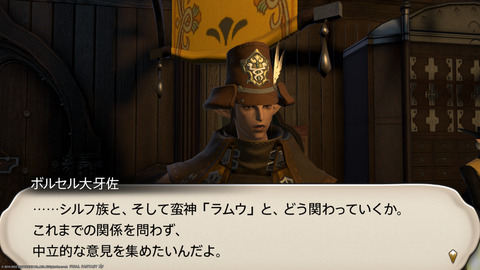 ボルセル大牙佐
……シルフ族と、そして蛮神「ラムウ」と、どう関わっていくか。
これまでの関係を問わず、
中立的な意見を集めたいんだよ。